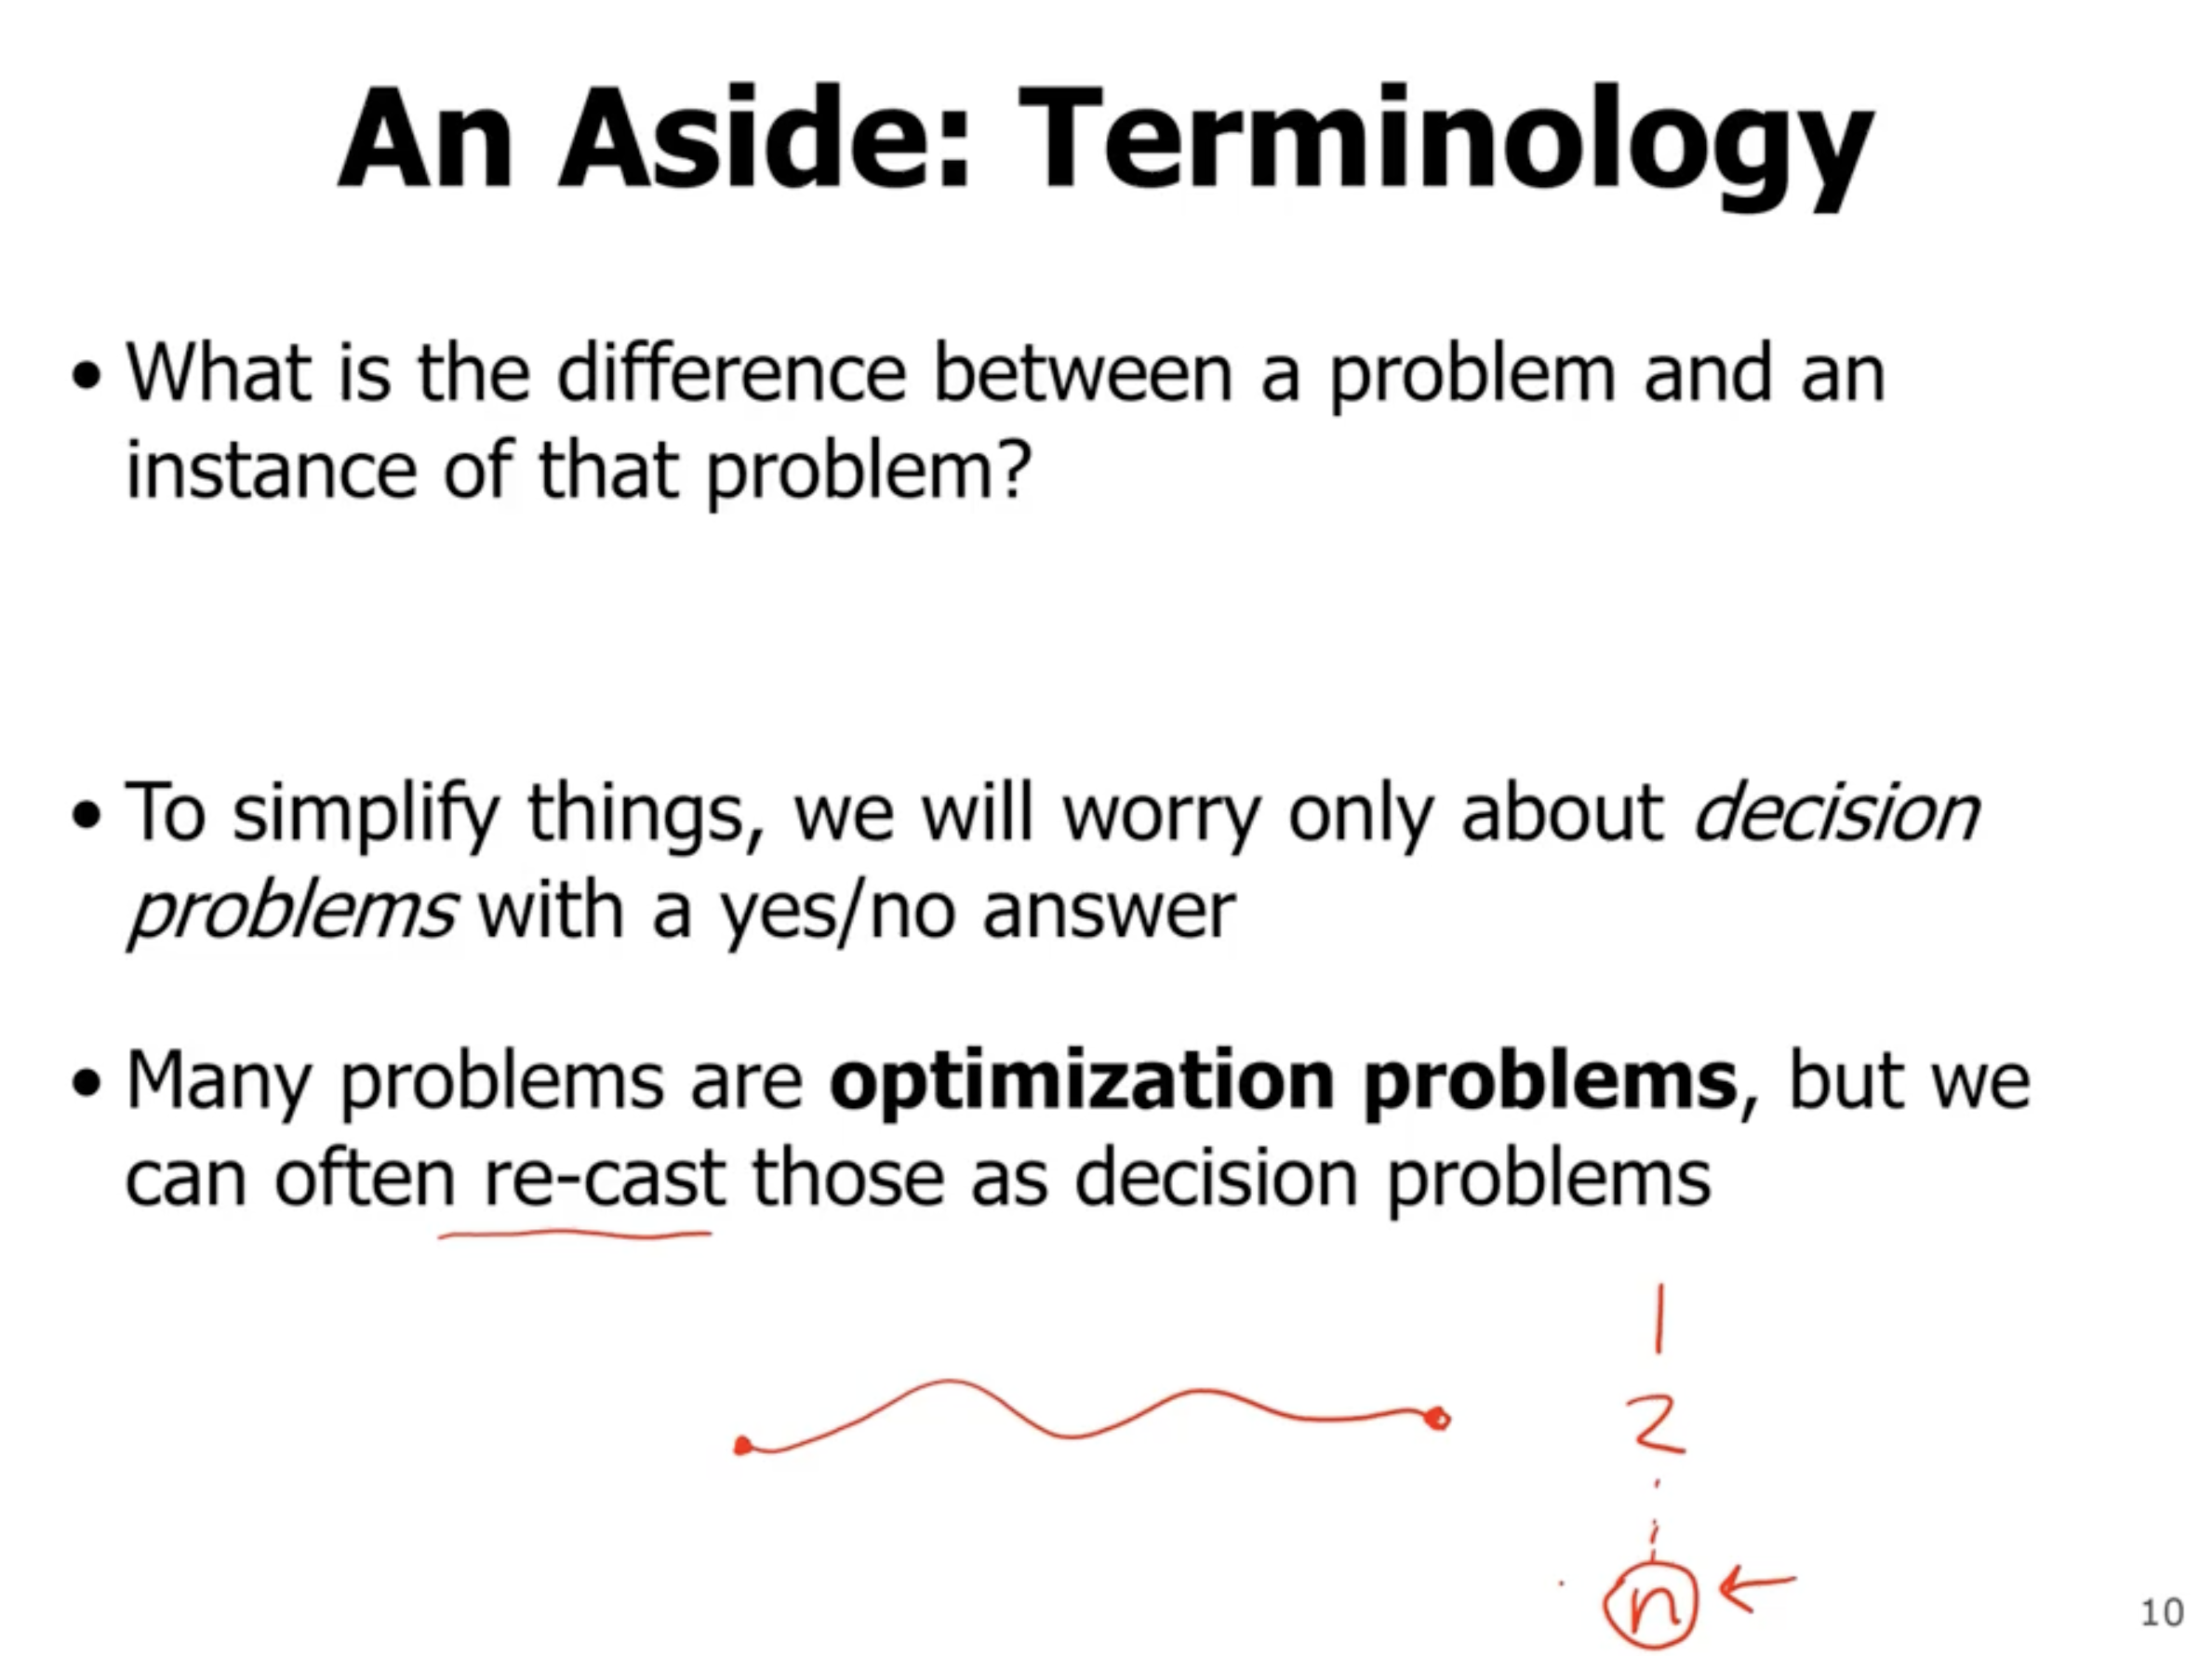 An Aside: Terminology
• What is the difference between a problem and an
instance of that problem?
• To simplify things, we will worry only about decision
problems with a yes/no answer
• Many problems are optimization problems, but we
can often re-cast those as decision problems
1
2
n
10